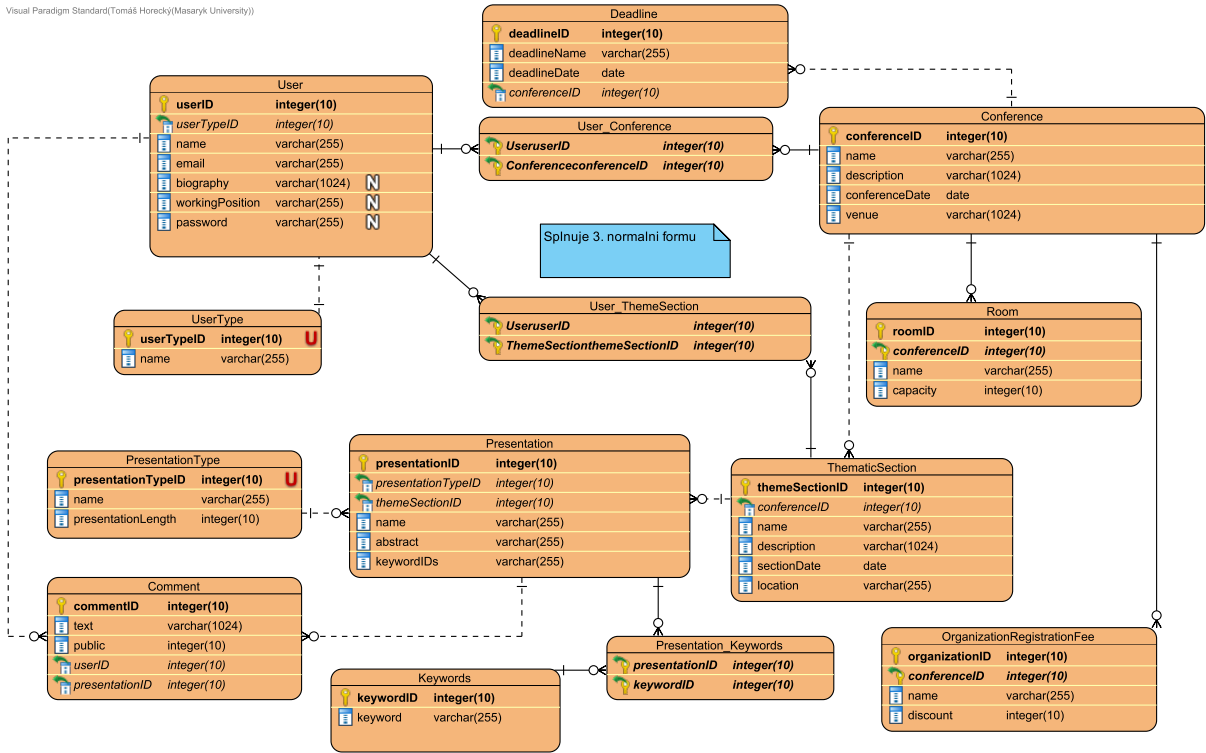 Visual Paradigm Standard(Tomáš Horecký(Masaryk University))
Deadline
deadlineID integer(10)
deadlineName varchar(255)
deadlineDate date
conferenceID integer(10)
User
userID integer(10)
userTypeID integer(10)
name varchar(255)
email varchar(255)
biography varchar(1024) N
workingPosition varchar(255) N
password varchar(255) N
User_Conference
UseruserID integer(10)
ConferenceconferenceID integer(10)
Conference
conferenceID integer(10)
name varchar(255)
description varchar(1024)
conferenceDate date
venue varchar(1024)
Splnuje 3. normalni formu
UserType
userTypeID integer(10) U
name varchar(255)
User_ThemeSection
UseruserID integer(10)
ThemeSectionthemeSectionID integer(10)
Room
roomID integer(10)
conferenceID integer(10)
name varchar(255)
capacity integer(10)
PresentationType
presentationTypeID integer(10) U
name varchar(255)
presentationLength integer(10)
Presentation
presentationID integer(10)
presentationTypeID integer(10)
themeSectionID integer(10)
name varchar(255)
abstract varchar(255)
keywordIDs varchar(255)
ThematicSection
themeSectionID integer(10)
conferenceID integer(10)
name varchar(255)
description varchar(1024)
sectionDate date
location varchar(255)
Comment
commentID integer(10)
text varchar(1024)
public integer(10)
userID integer(10)
presentationID integer(10)
Keywords
keywordID integer(10)
keyword varchar(255)
Presentation_Keywords
presentationID integer(10)
keywordID integer(10)
OrganizationRegistrationFee
organizationID integer(10)
conferenceID integer(10)
name varchar(255)
discount integer(10)